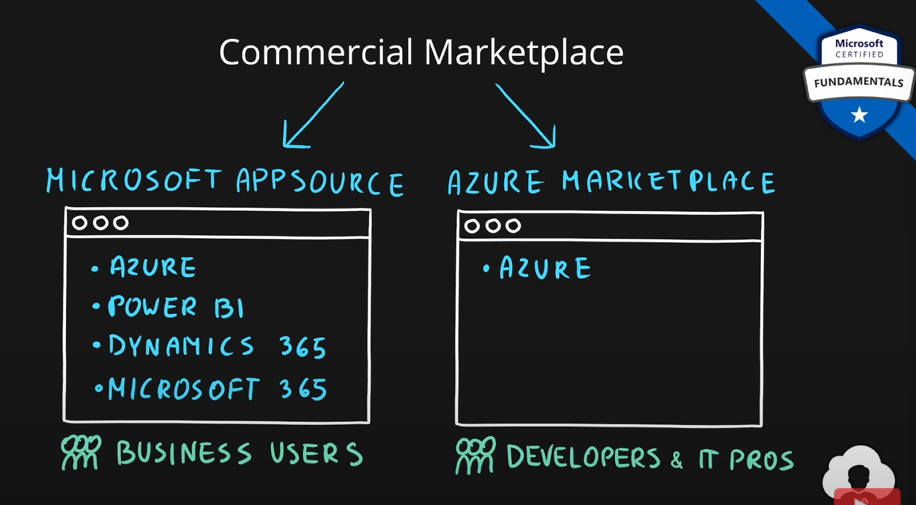 Commercial Marketplace
Microsoft
CERTIFIED
FUNDAMENTALS
MICROSOFT APPSOURCE
• AZURE
• POWER BI
• DYNAMICS 365
• MICROSOFT 365
BUSINESS USERS
AZURE MARKETPLACE
• AZURE
DEVELOPERS & IT PROS